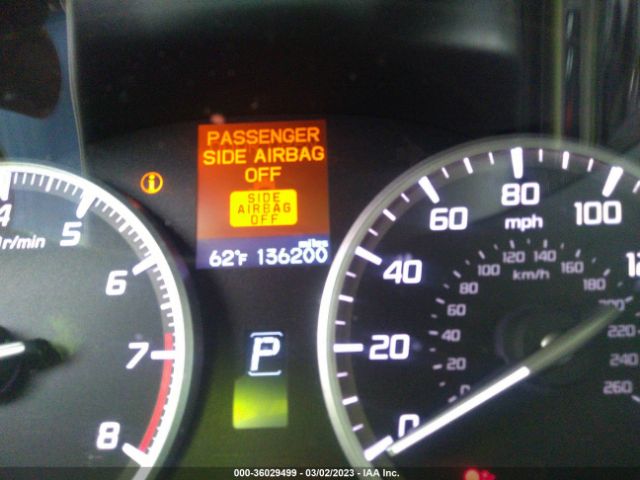 PASSENGER
SIDE AIRBAG
OFF
SIDE
AIRBAG
OFF
62°F 136200 miles
P
4
5
6
7
8
r/min
0
20
40
60
80
100
mph
0
20
40
60
80
100
120
140
160
180
200
220
240
260
km/h
000-36029499 - 03/02/2023 - IAA Inc.